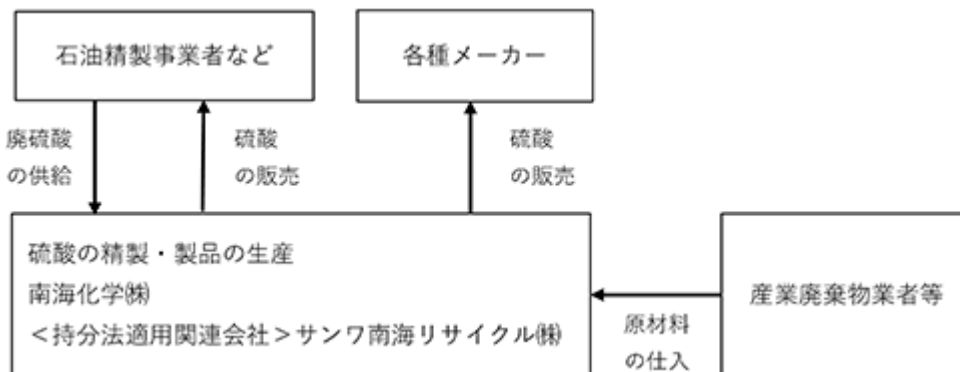 石油精製事業者など
各種メーカー
廃硫酸
の供給
硫酸
の販売
硫酸
の販売
硫酸の精製・製品の生産
南海化学㈱
＜持分法適用関連会社＞サンワ南海リサイクル㈱
産業廃棄物業者等
原材料
の仕入